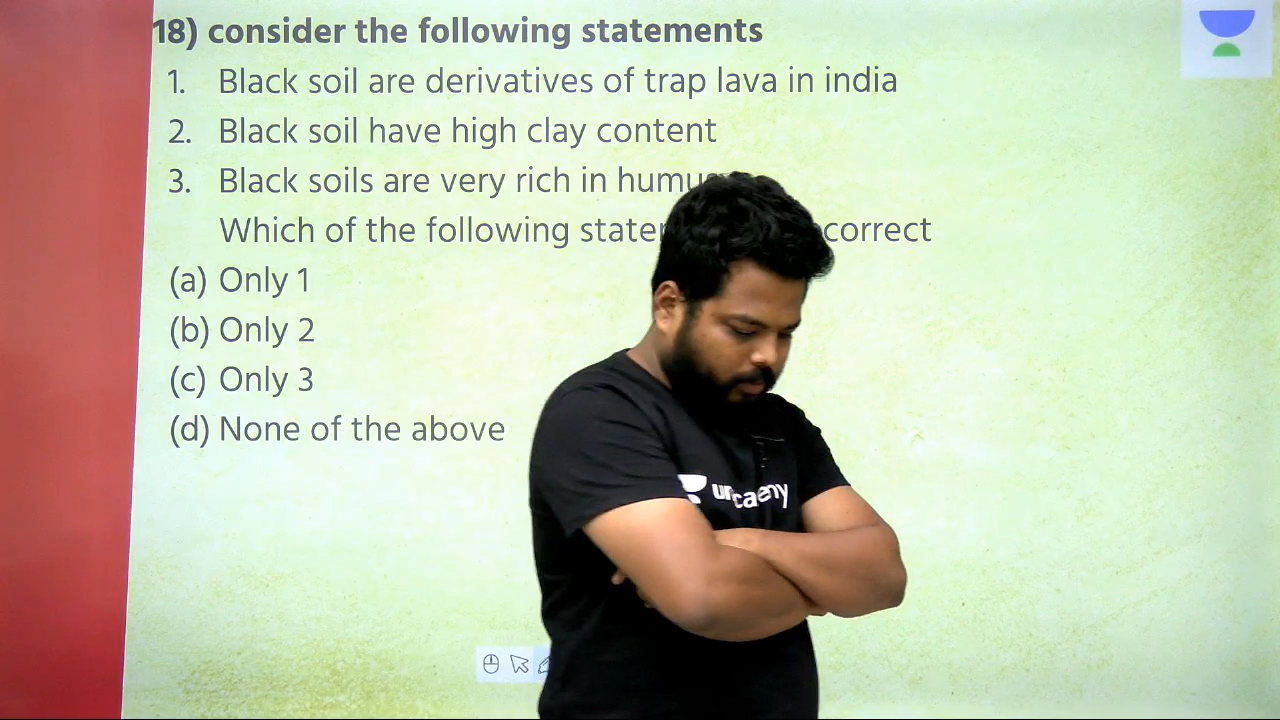 18) consider the following statements
1. Black soil are derivatives of trap lava in india
2. Black soil have high clay content
3. Black soils are very rich in
Which of the following correct
(a) Only 1
(b) Only 2
(c) Only 3
(d) None of the above